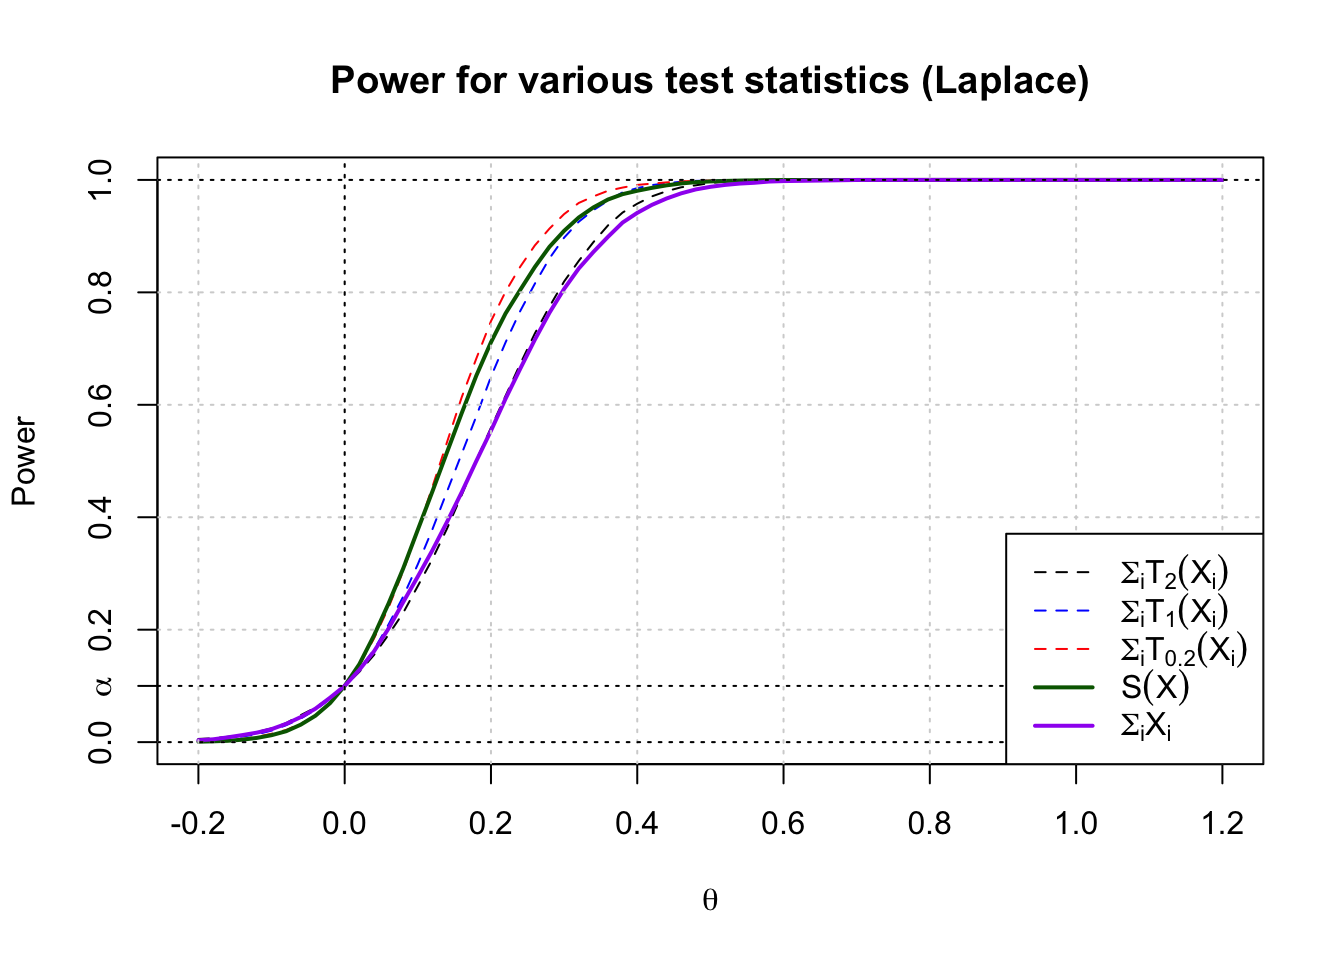 Power for various test statistics (Laplace)
Power
1.0
0.8
0.6
0.4
0.2
α
0.0
-0.2 0.0 0.2 0.4 0.6 0.8 1.0 1.2
θ
ΣᵢT₂(Xᵢ)
ΣᵢT₁(Xᵢ)
ΣᵢT₀.₂(Xᵢ)
S(X)
ΣᵢXᵢ